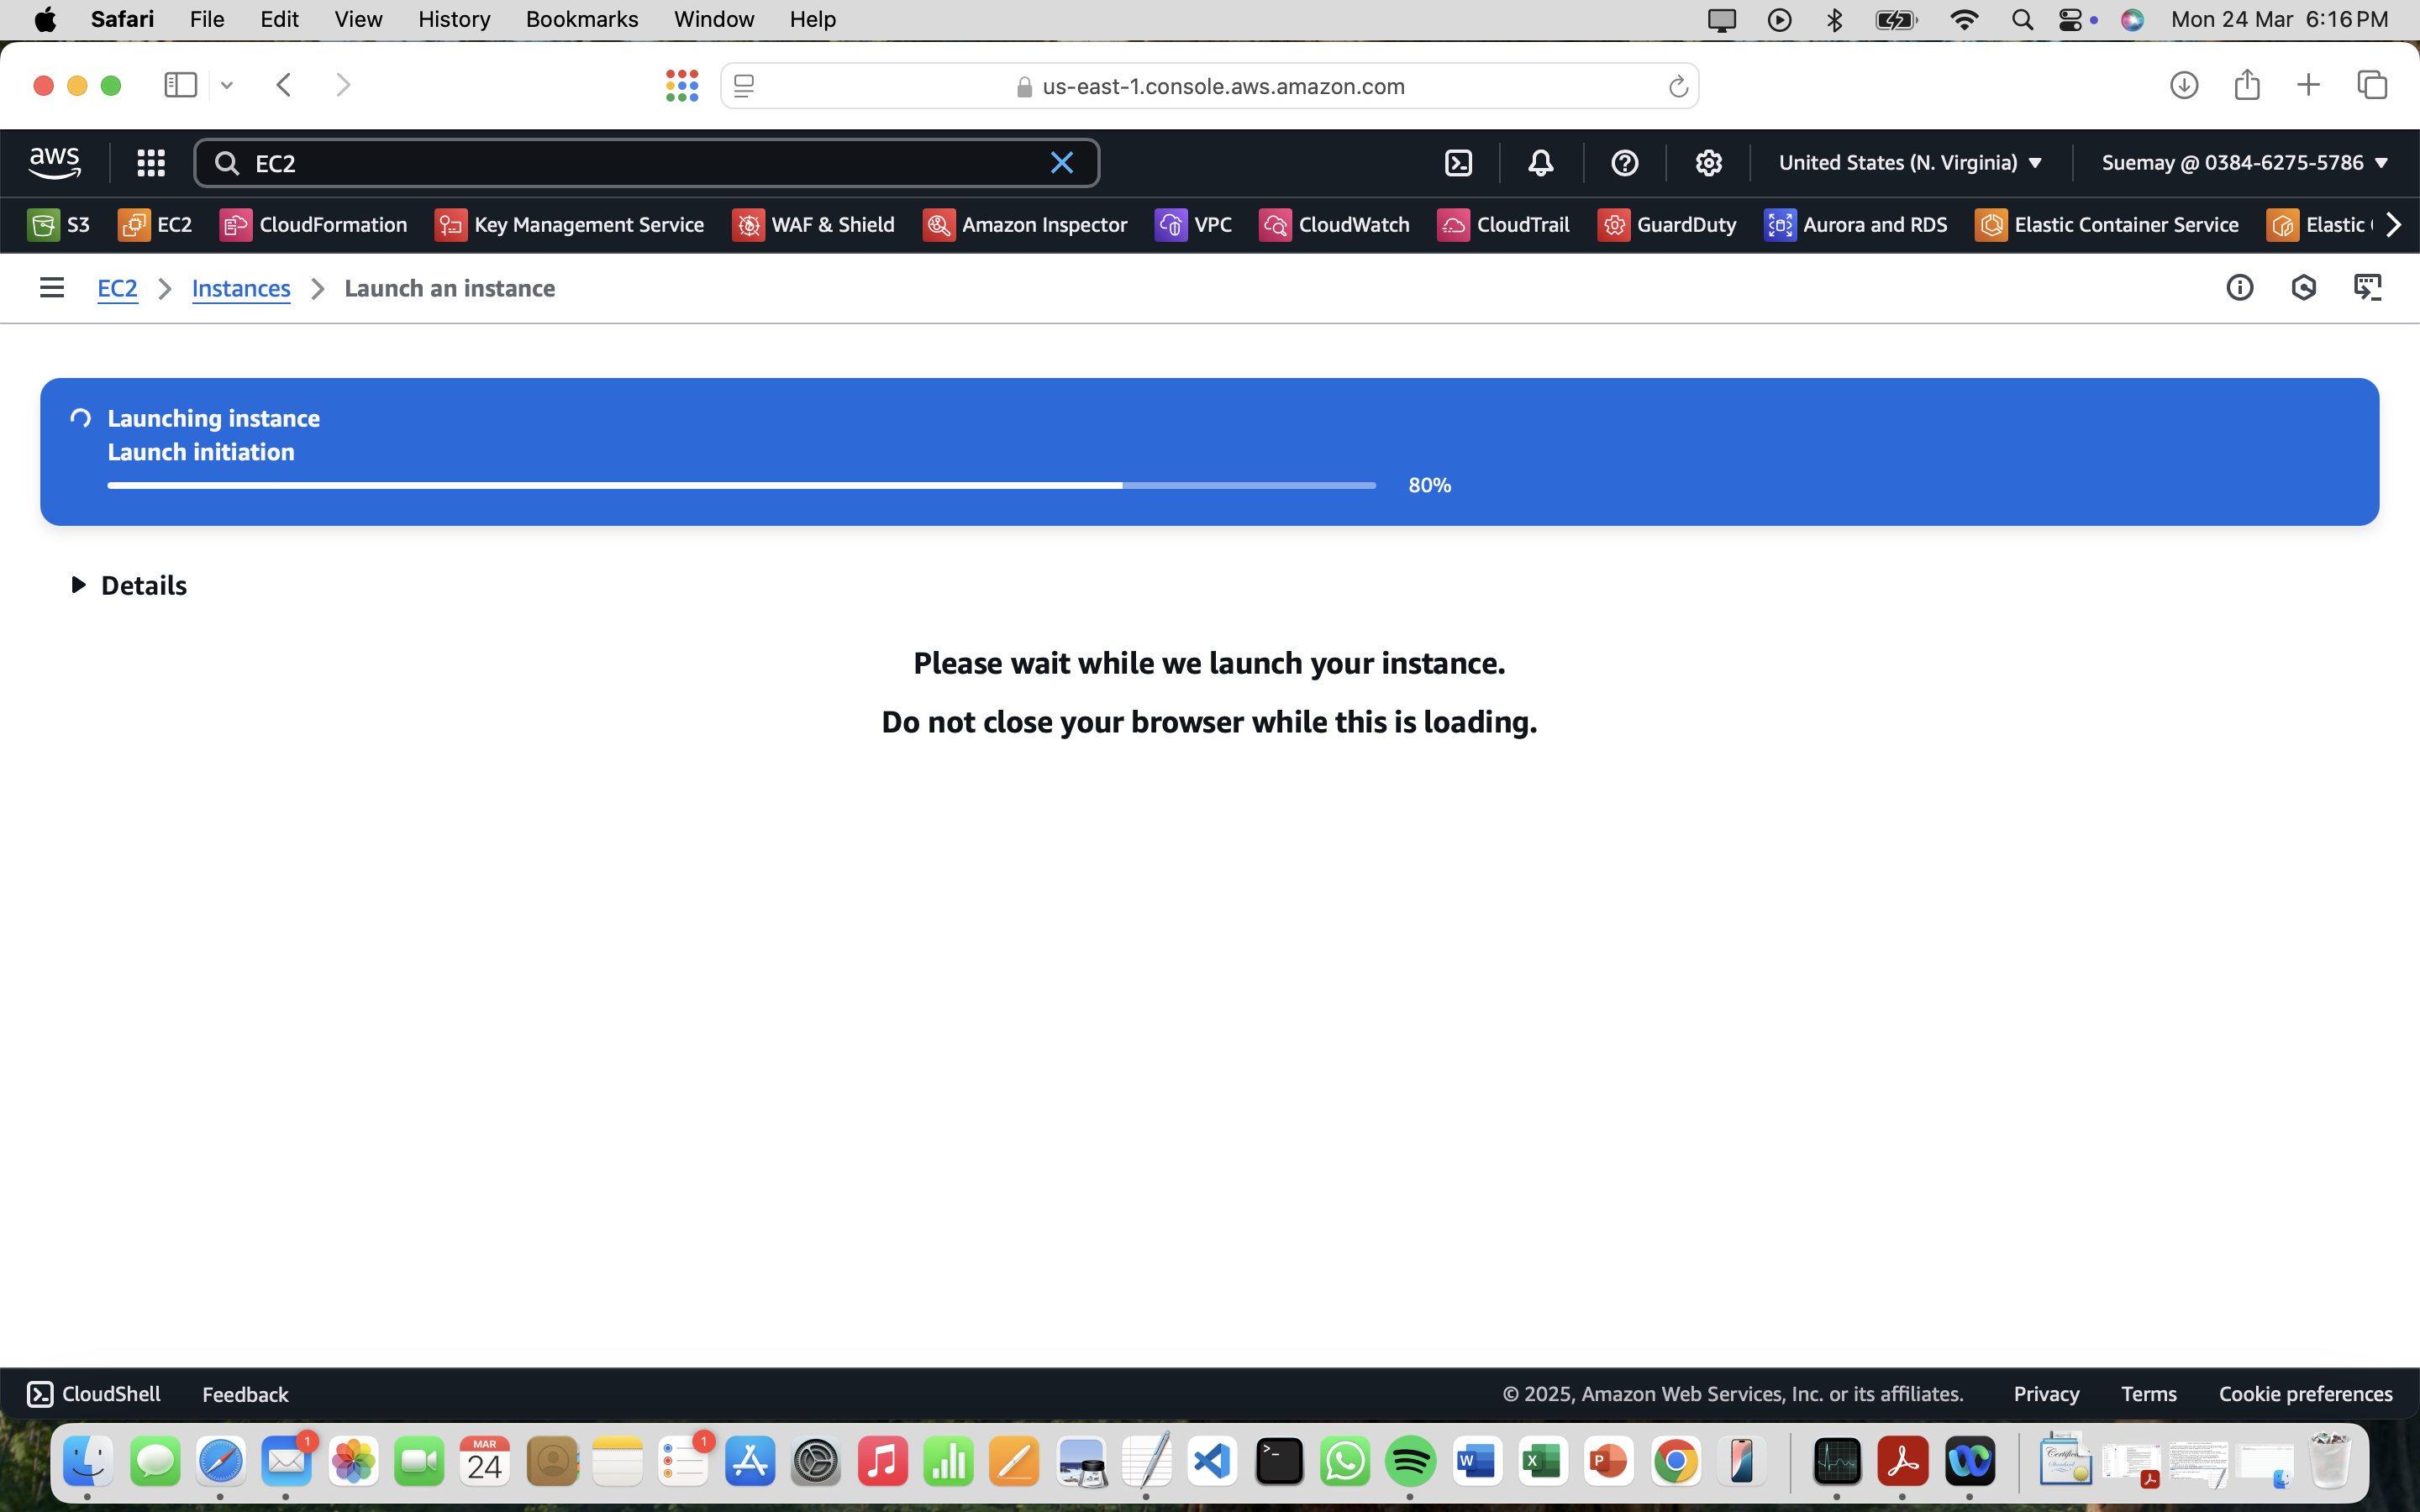 Safari File Edit View History Bookmarks Window Help Mon 24 Mar 6:16 PM
us-east-1.console.aws.amazon.com
aws EC2 United States (N. Virginia) Suemay @ 0384-6275-5786
S3 EC2 CloudFormation Key Management Service WAF & Shield Amazon Inspector VPC CloudWatch CloudTrail GuardDuty Aurora and RDS Elastic Container Service Elastic
EC2 Instances Launch an instance
Launching instance
Launch initiation
80%
Details
Please wait while we launch your instance.
Do not close your browser while this is loading.
CloudShell Feedback © 2025, Amazon Web Services, Inc. or its affiliates. Privacy Terms Cookie preferences
1 MAR 24 1 W X P